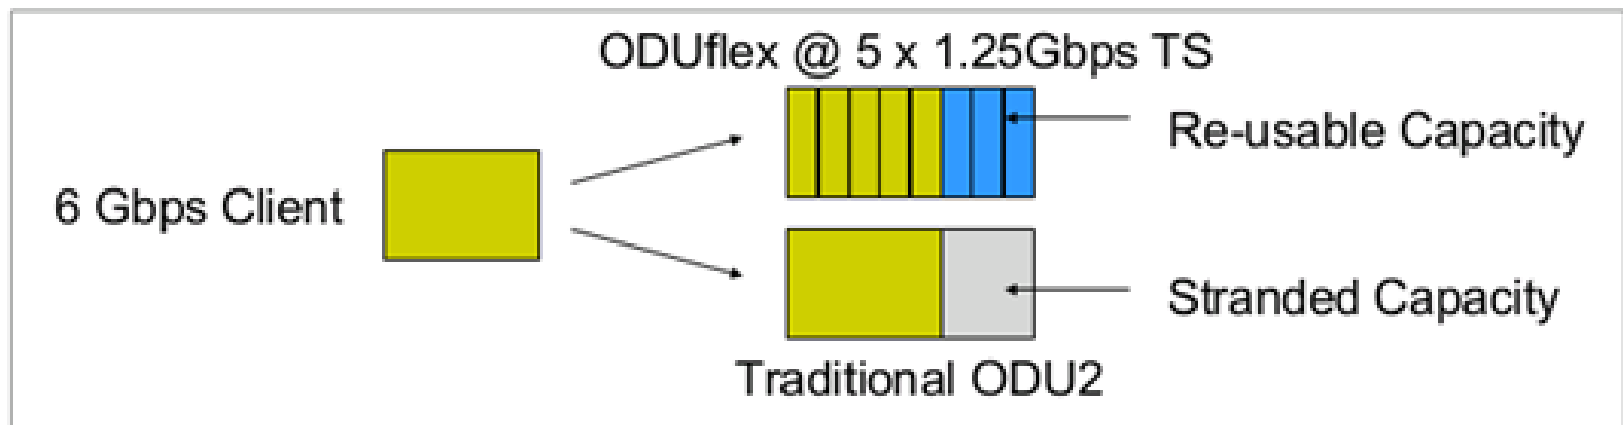 ODUflex @ 5 x 1.25Gbps TS
Re-usable Capacity
6 Gbps Client
Stranded Capacity
Traditional ODU2